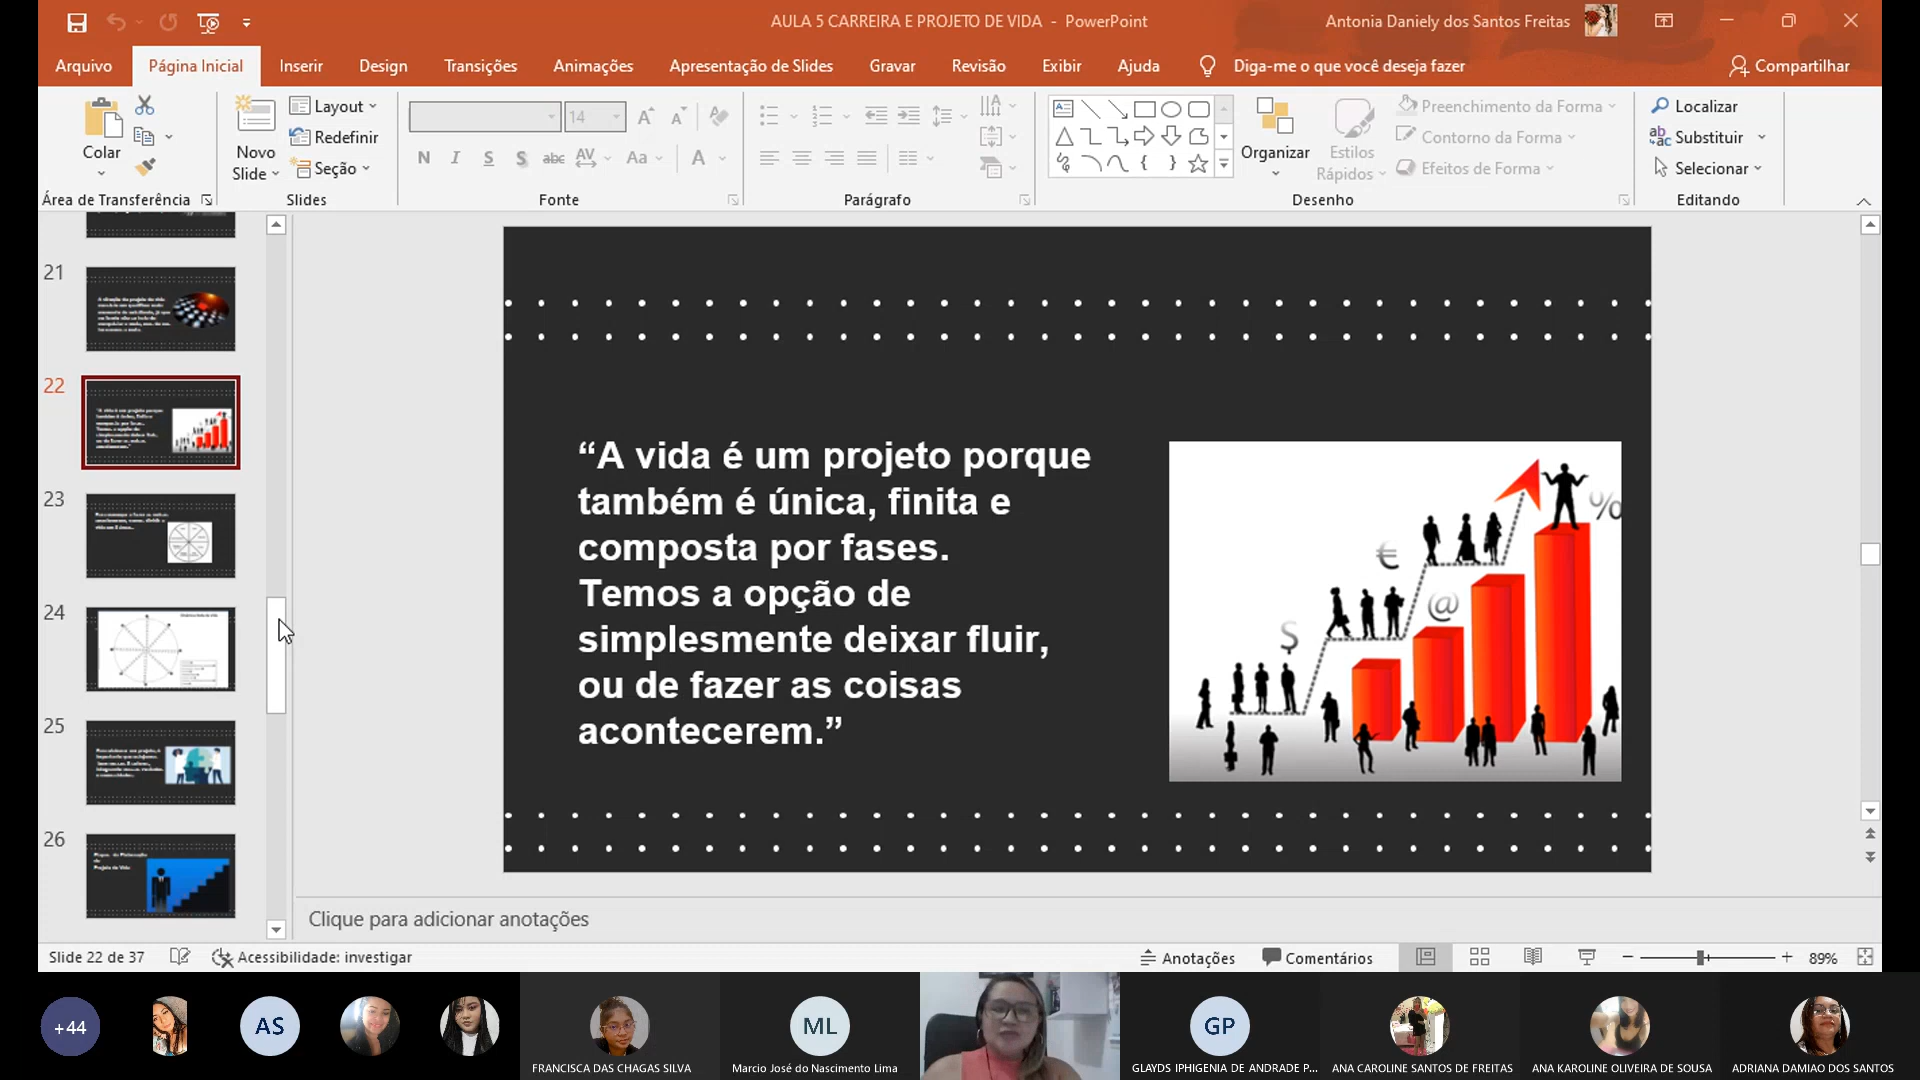 AULA 5 CARREIRA E PROJETO DE VIDA - PowerPoint
Antonia Daniely dos Santos Freitas
Arquivo
Página Inicial
Inserir
Design
Transições
Animações
Apresentação de Slides
Gravar
Revisão
Exibir
Ajuda
Diga-me o que você deseja fazer
Compartilhar
Colar
Novo
Slide
Layout
Redefinir
Seção
14
N I S S abc AV Aa A
Organizar
Estilos
Rápidos
Preenchimento da Forma
Contorno da Forma
Efeitos de Forma
Localizar
Substituir
Selecionar
Área de Transferência
Slides
Fonte
Parágrafo
Desenho
Editando
21
22
23
24
25
26
“A vida é um projeto porque
também é única, finita e
composta por fases.
Temos a opção de
simplesmente deixar fluir,
ou de fazer as coisas
acontecerem.”
$ @ € %
Clique para adicionar anotações
Slide 22 de 37
Acessibilidade: investigar
Anotações
Comentários
89%
+44
AS
FRANCISCA DAS CHAGAS SILVA
ML
Marcio José do Nascimento Lima
GP
GLAYDS IPHIGENIA DE ANDRADE P...
ANA CAROLINE SANTOS DE FREITAS
ANA KAROLINE OLIVEIRA DE SOUSA
ADRIANA DAMIAO DOS SANTOS